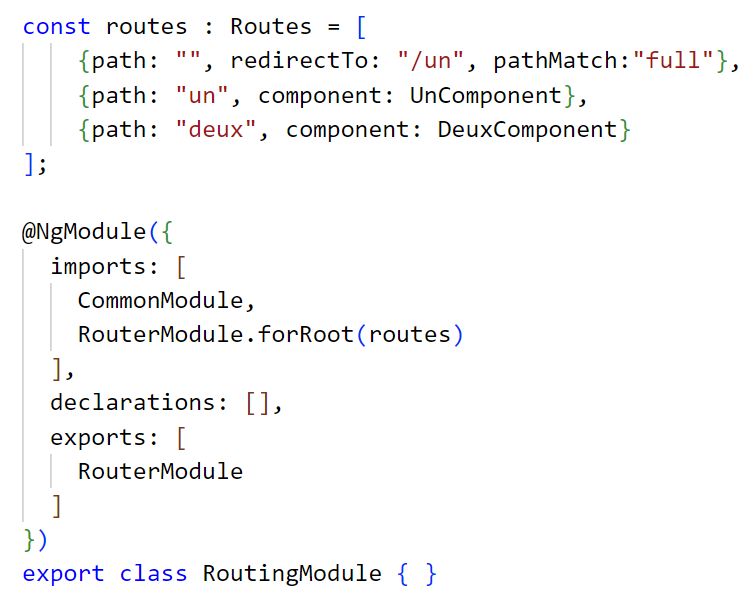 const routes : Routes = [
{path: "", redirectTo: "/un", pathMatch:"full"},
{path: "un", component: UnComponent},
{path: "deux", component: DeuxComponent}
];
@NgModule({
imports: [
CommonModule,
RouterModule.forRoot(routes)
],
declarations: [],
exports: [
RouterModule
]
})
export class RoutingModule { }